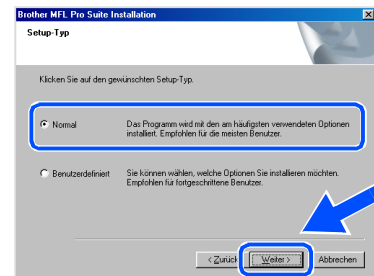 Brother MFL Pro Suite Installation
Setup-Typ
Klicken Sie auf den gewünschten Setup-Typ.
Normal
Das Programm wird mit den am häufigsten verwendeten Optionen
installiert. Empfohlen für die meisten Benutzer.
Benutzerdefiniert
Sie können wählen, welche Optionen Sie installieren möchten.
Empfohlen für fortgeschrittene Benutzer.
< Zurück Weiter > Abbrechen